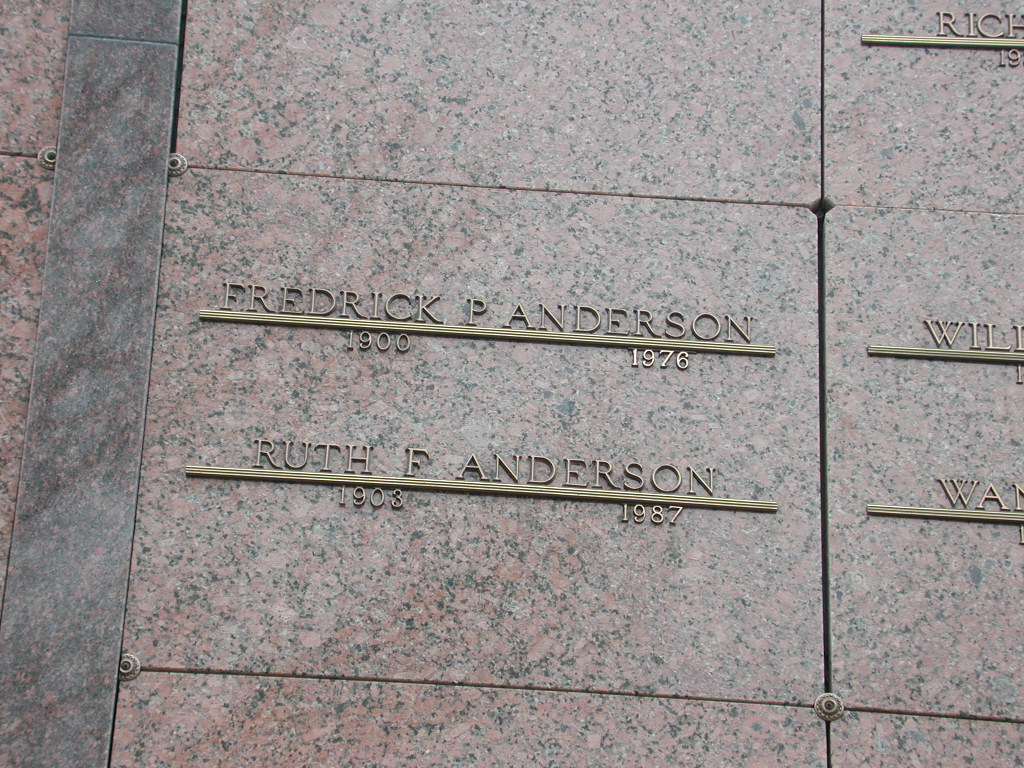 FREDRICK P ANDERSON
1900 1976
RUTH F ANDERSON
1903 1987